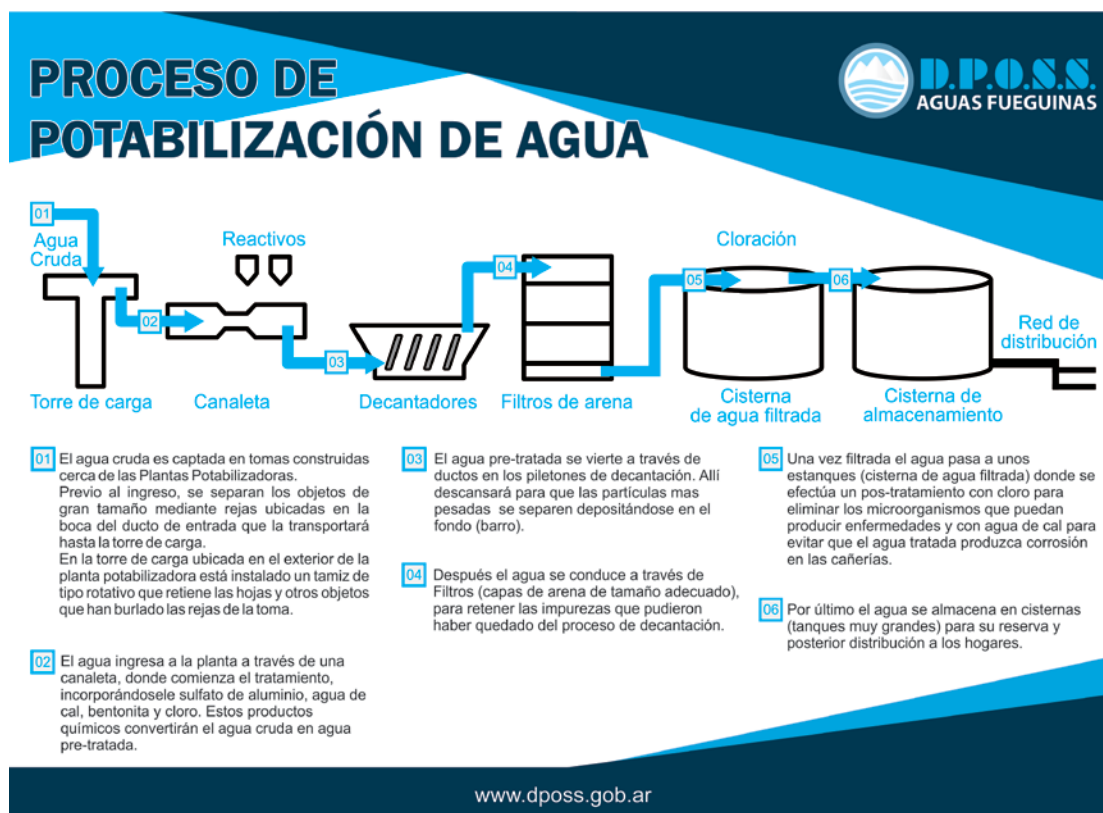 PROCESO DE
POTABILIZACIÓN DE AGUA
D.P.O.S.S.
AGUAS FUEGUINAS
01
Agua
Cruda
Reactivos
04
Cloración
05
06
02
03
Red de
distribución
Torre de carga
Canaleta
Decantadores
Filtros de arena
Cisterna
de agua filtrada
Cisterna de
almacenamiento
01 El agua cruda es captada en tomas construidas
cerca de las Plantas Potabilizadoras.
Previo al ingreso, se separan los objetos de
gran tamaño mediante rejas ubicadas en la
boca del ducto de entrada que la transportará
hasta la torre de carga.
En la torre de carga ubicada en el exterior de la
planta potabilizadora está instalado un tamiz de
tipo rotativo que retiene las hojas y otros objetos
que han burlado las rejas de la toma.
02 El agua ingresa a la planta a través de una
canaleta, donde comienza el tratamiento,
incorporándosele sulfato de aluminio, agua de
cal, bentonita y cloro. Estos productos
químicos convertirán el agua cruda en agua
pre-tratada.
03 El agua pre-tratada se vierte a través de
ductos en los piletones de decantación. Allí
descansará para que las partículas mas
pesadas se separen depositándose en el
fondo (barro).
04 Después el agua se conduce a través de
Filtros (capas de arena de tamaño adecuado),
para retener las impurezas que pudieron
haber quedado del proceso de decantación.
05 Una vez filtrada el agua pasa a unos
estanques (cisterna de agua filtrada) donde se
efectúa un pos-tratamiento con cloro para
eliminar los microorganismos que puedan
producir enfermedades y con agua de cal para
evitar que el agua tratada produzca corrosión
en las cañerías.
06 Por último el agua se almacena en cisternas
(tanques muy grandes) para su reserva y
posterior distribución a los hogares.
www.dposs.gob.ar